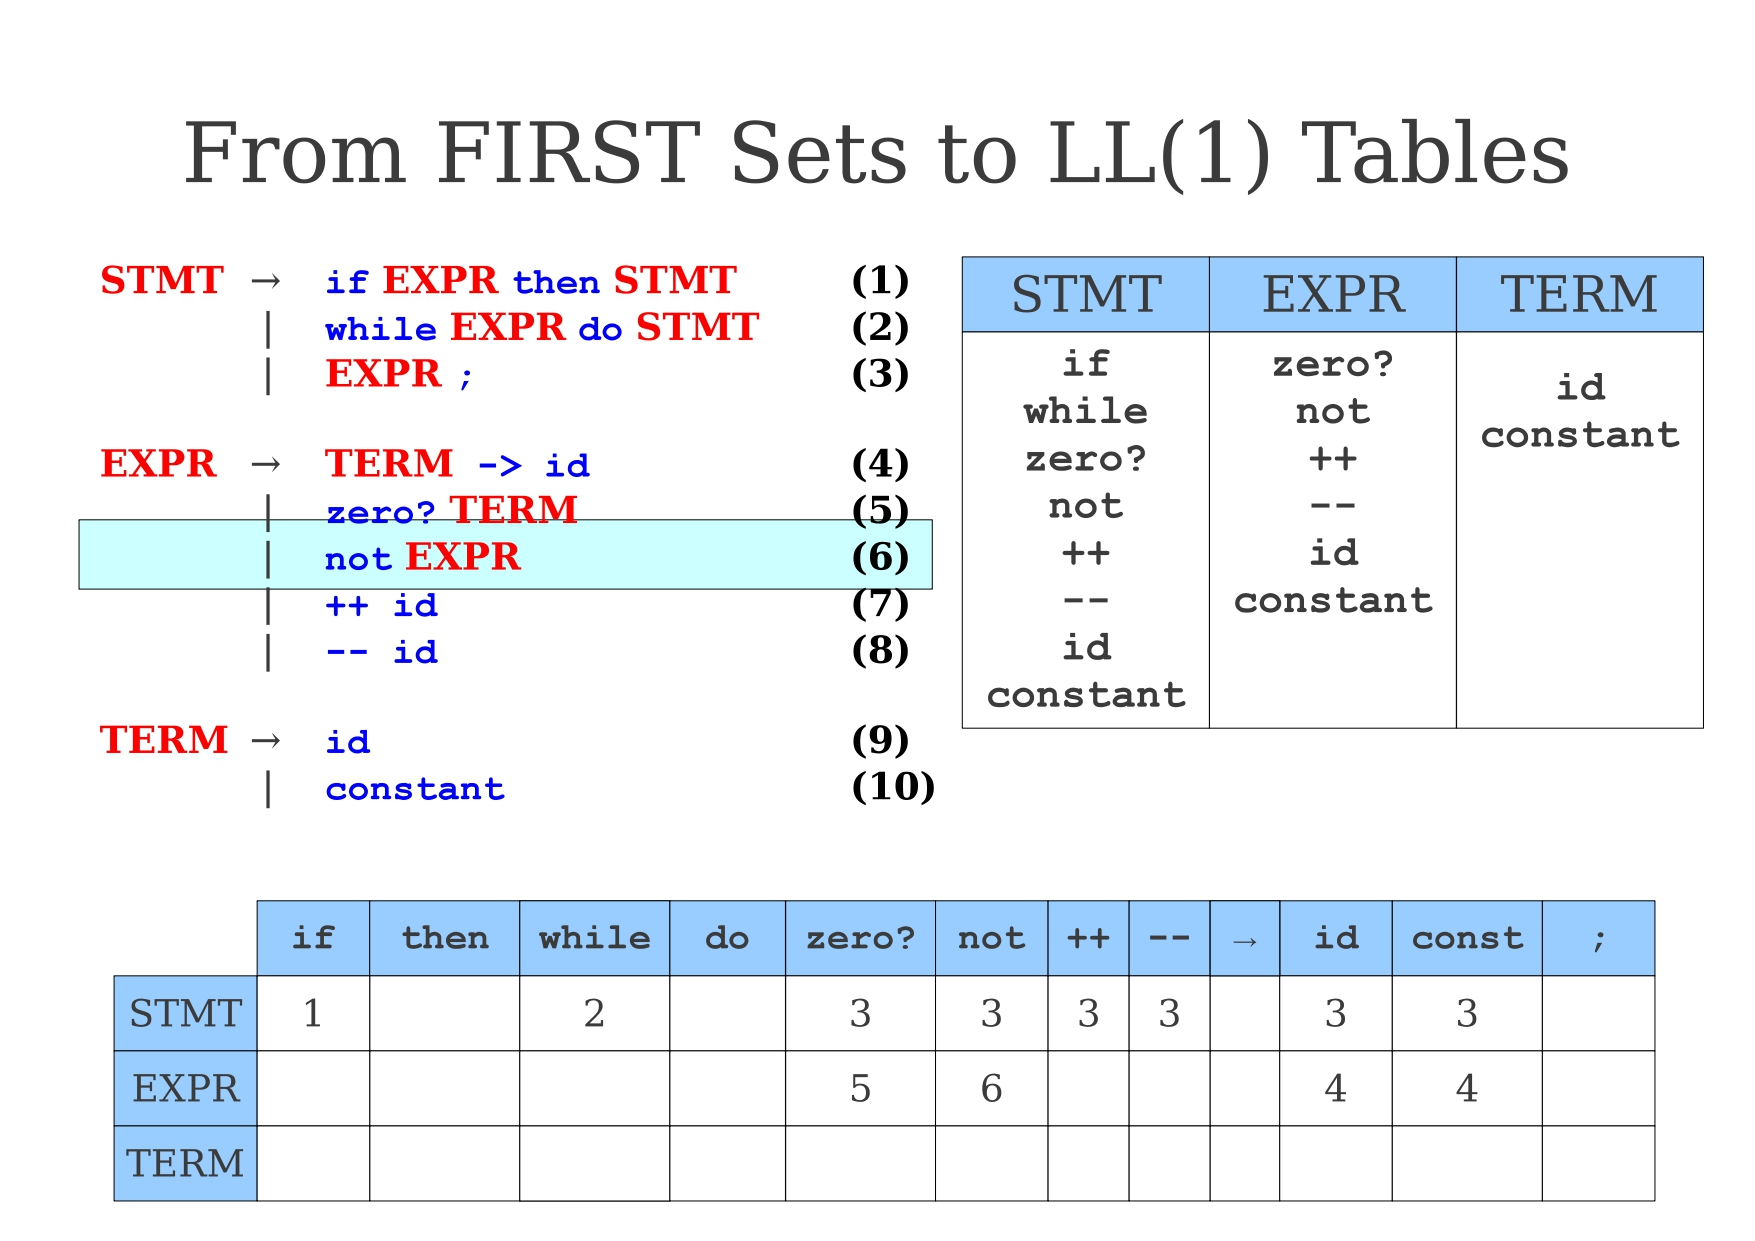 From FIRST Sets to LL(1) Tables
STMT → if EXPR then STMT (1)
| while EXPR do STMT (2)
| EXPR ; (3)
EXPR → TERM -> id (4)
| zero? TERM (5)
| not EXPR (6)
| ++ id (7)
| -- id (8)
TERM → id (9)
| constant (10)
STMT EXPR TERM
if zero? id
while not constant
zero? ++
not --
++ id
-- constant
id
constant
if then while do zero? not ++ -- → id const ;
STMT 1 2 3 3 3 3 3 3
EXPR 5 6 4 4
TERM